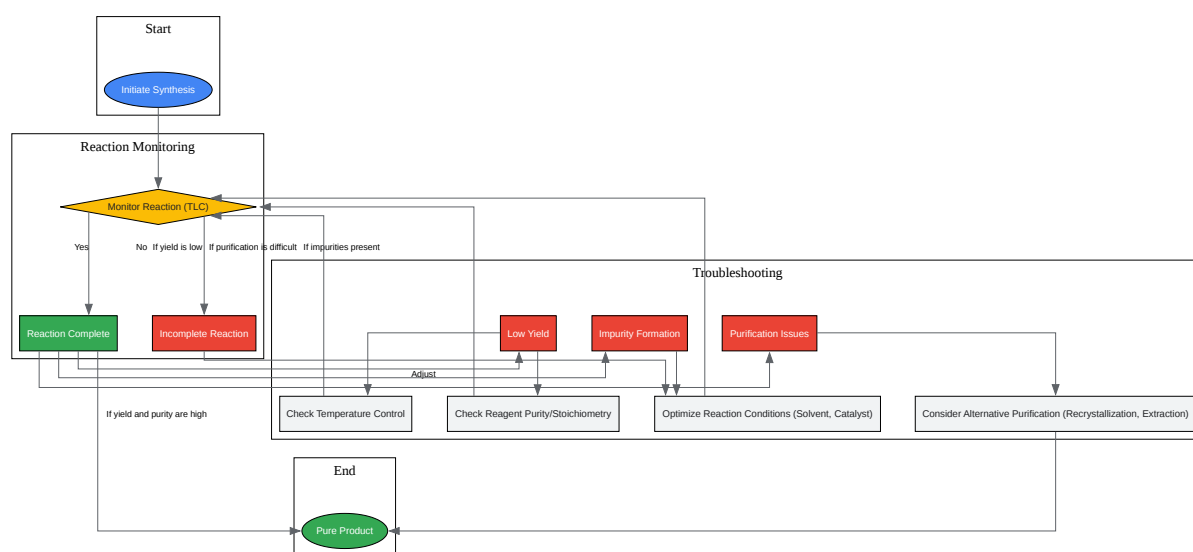 Start
Initiate Synthesis
Reaction Monitoring
Monitor Reaction (TLC)
Yes
No
If yield is low
If purification is difficult
If impurities present
Troubleshooting
Reaction Complete
Incomplete Reaction
Low Yield
Impurity Formation
Purification Issues
Adjust
Check Temperature Control
Check Reagent Purity/Stoichiometry
Optimize Reaction Conditions (Solvent, Catalyst)
Consider Alternative Purification (Recrystallization, Extraction)
If yield and purity are high
End
Pure Product